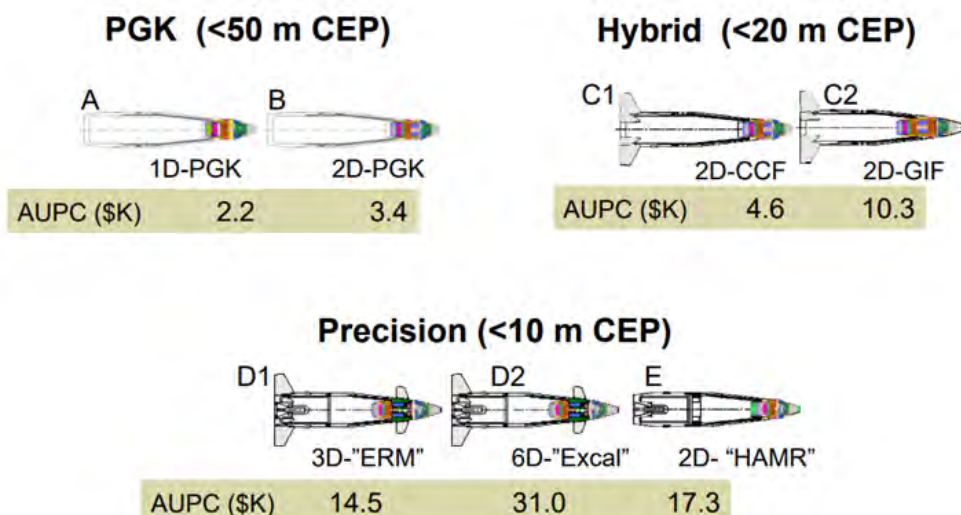 PGK (<50 m CEP)
Hybrid (<20 m CEP)
A
B
1D-PGK
2D-PGK
AUPC ($K) 2.2 3.4
C1
C2
2D-CCF
2D-GIF
AUPC ($K) 4.6 10.3
Precision (<10 m CEP)
D1
D2
E
3D-"ERM"
6D-"Excal"
2D- “HAMR”
AUPC ($K) 14.5 31.0 17.3